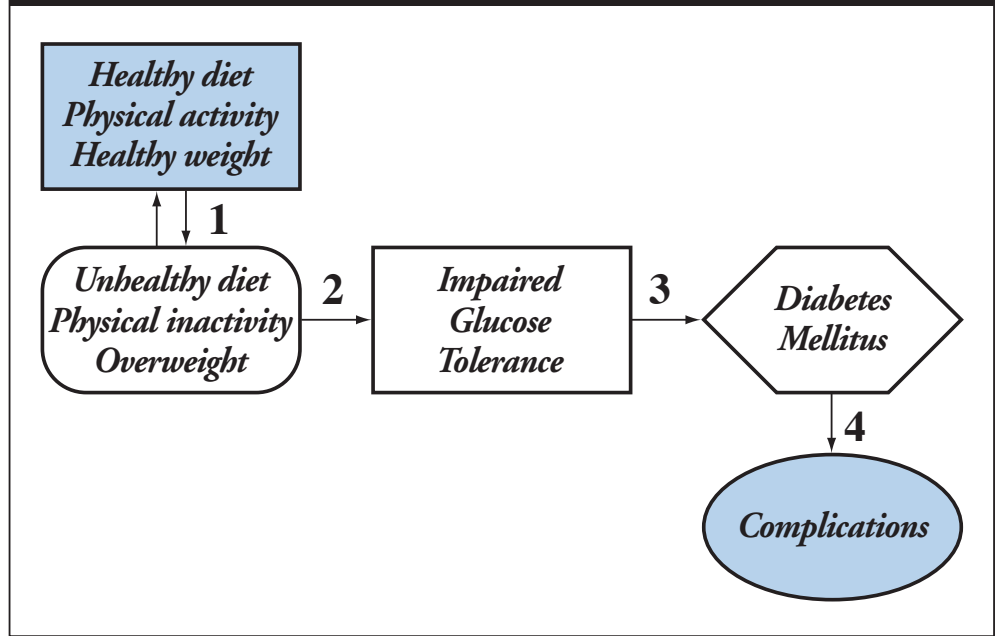 Healthy diet
Physical activity
Healthy weight
1
Unhealthy diet
Physical inactivity
Overweight
2
Impaired
Glucose
Tolerance
3
Diabetes
Mellitus
4
Complications